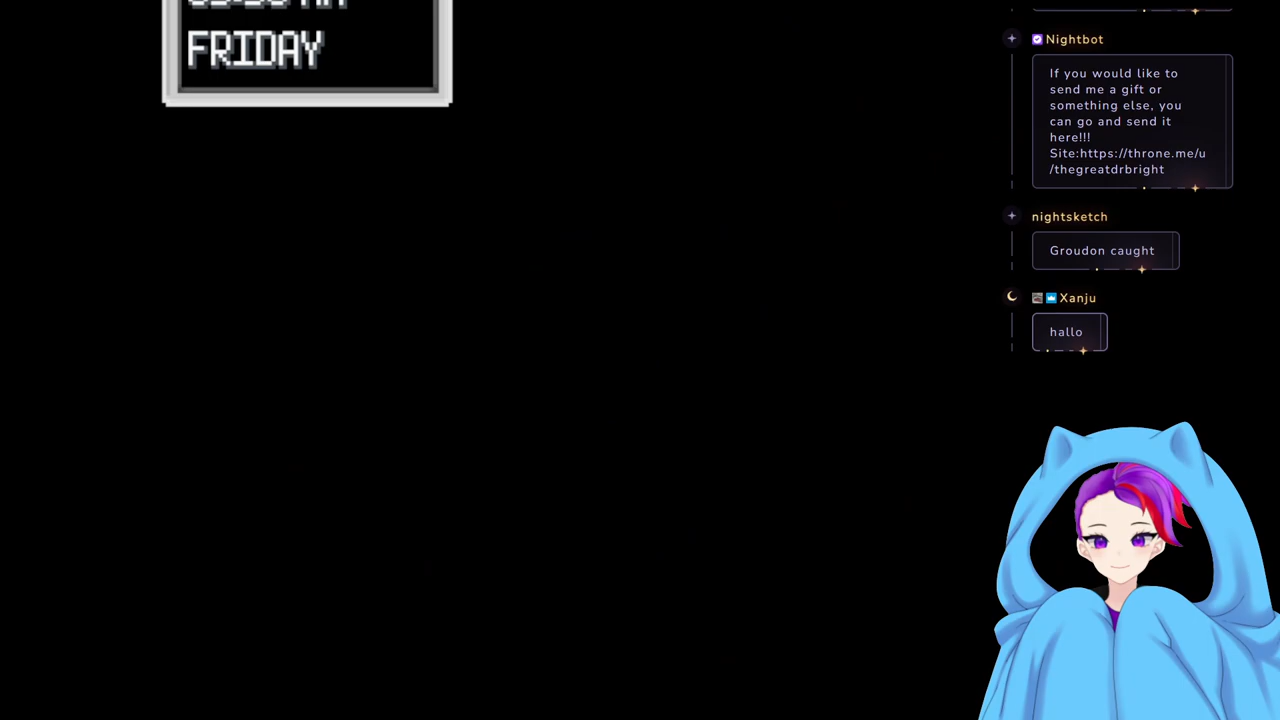 FRIDAY
Nightbot
If you would like to
send me a gift or
something else, you
can go and send it
here!!!
Site:https://throne.me/u
/thegreatdrbright
nightsketch
Groudon caught
Xanju
hallo